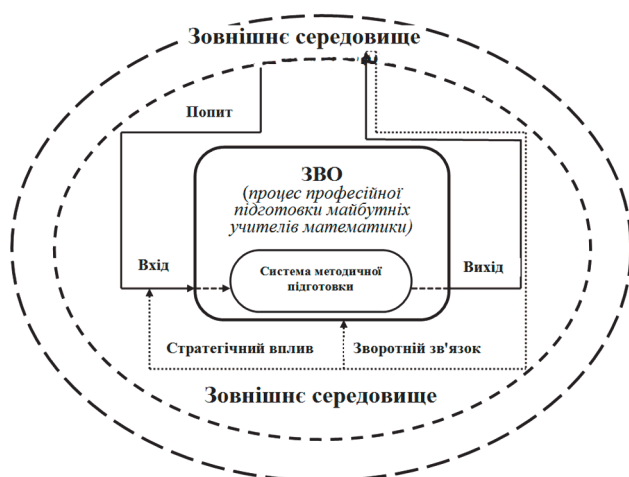 Зовнішнє середовище
Попит
ЗВО
(процес професійної
підготовки майбутніх
учителів математики)
Вхід
Система методичної
підготовки
Вихід
Стратегічний вплив
Зворотній зв'язок
Зовнішнє середовище